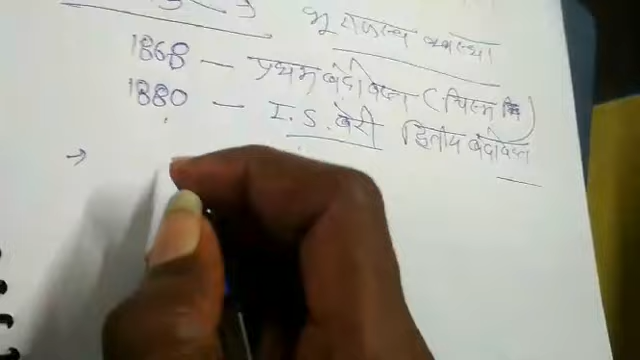 भू राजस्व व्यवस्था
1868 — प्रथम बंदोबस्त (चिस्म
1880 — I.S. बेरी द्वितीय बंदोबस्त
→